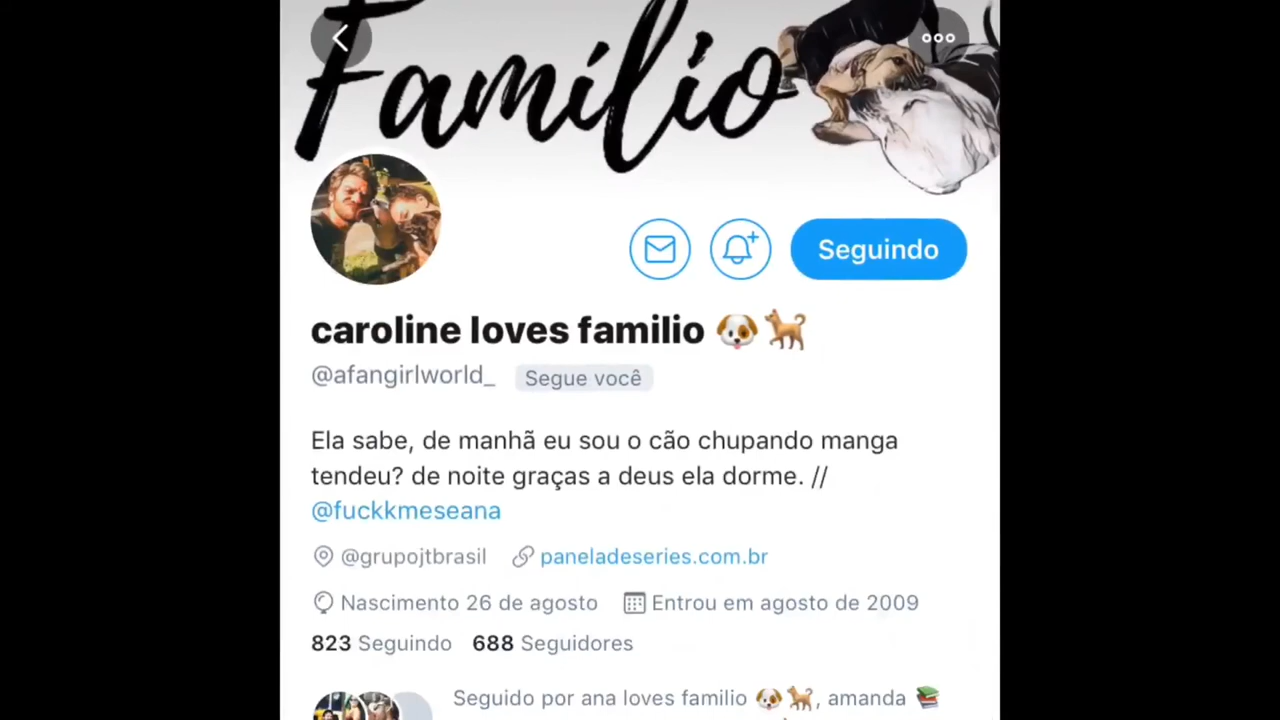 Famílio
Seguindo
caroline loves familio 🐶🐕
@afangirlworld_ Segue você
Ela sabe, de manhã eu sou o cão chupando manga
tendeu? de noite graças a deus ela dorme. //
@fuckkmeseana
@grupojtbrasil paneladeseries.com.br
Nascimento 26 de agosto Entrou em agosto de 2009
823 Seguindo 688 Seguidores
Seguido por ana loves familio 🐶🐕, amanda 📚